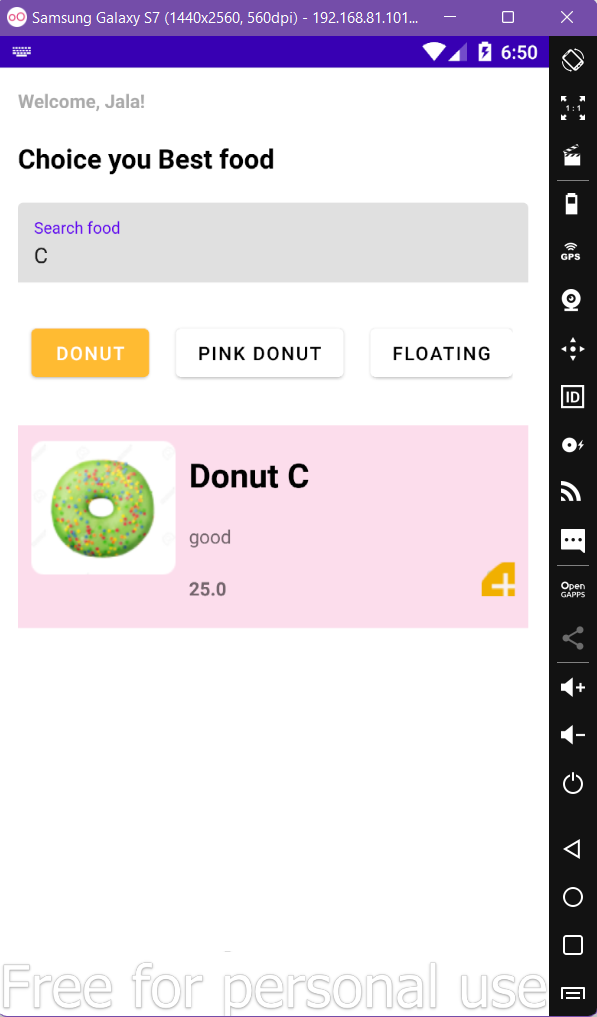 Samsung Galaxy S7 (1440x2560, 560dpi) - 192.168.81.101...
6:50
Welcome, Jala!
Choice you Best food
Search food
C
DONUT PINK DONUT FLOATING
Donut C
good
25.0
1:1
GPS
ID
Open
GAPPS
Free for personal use